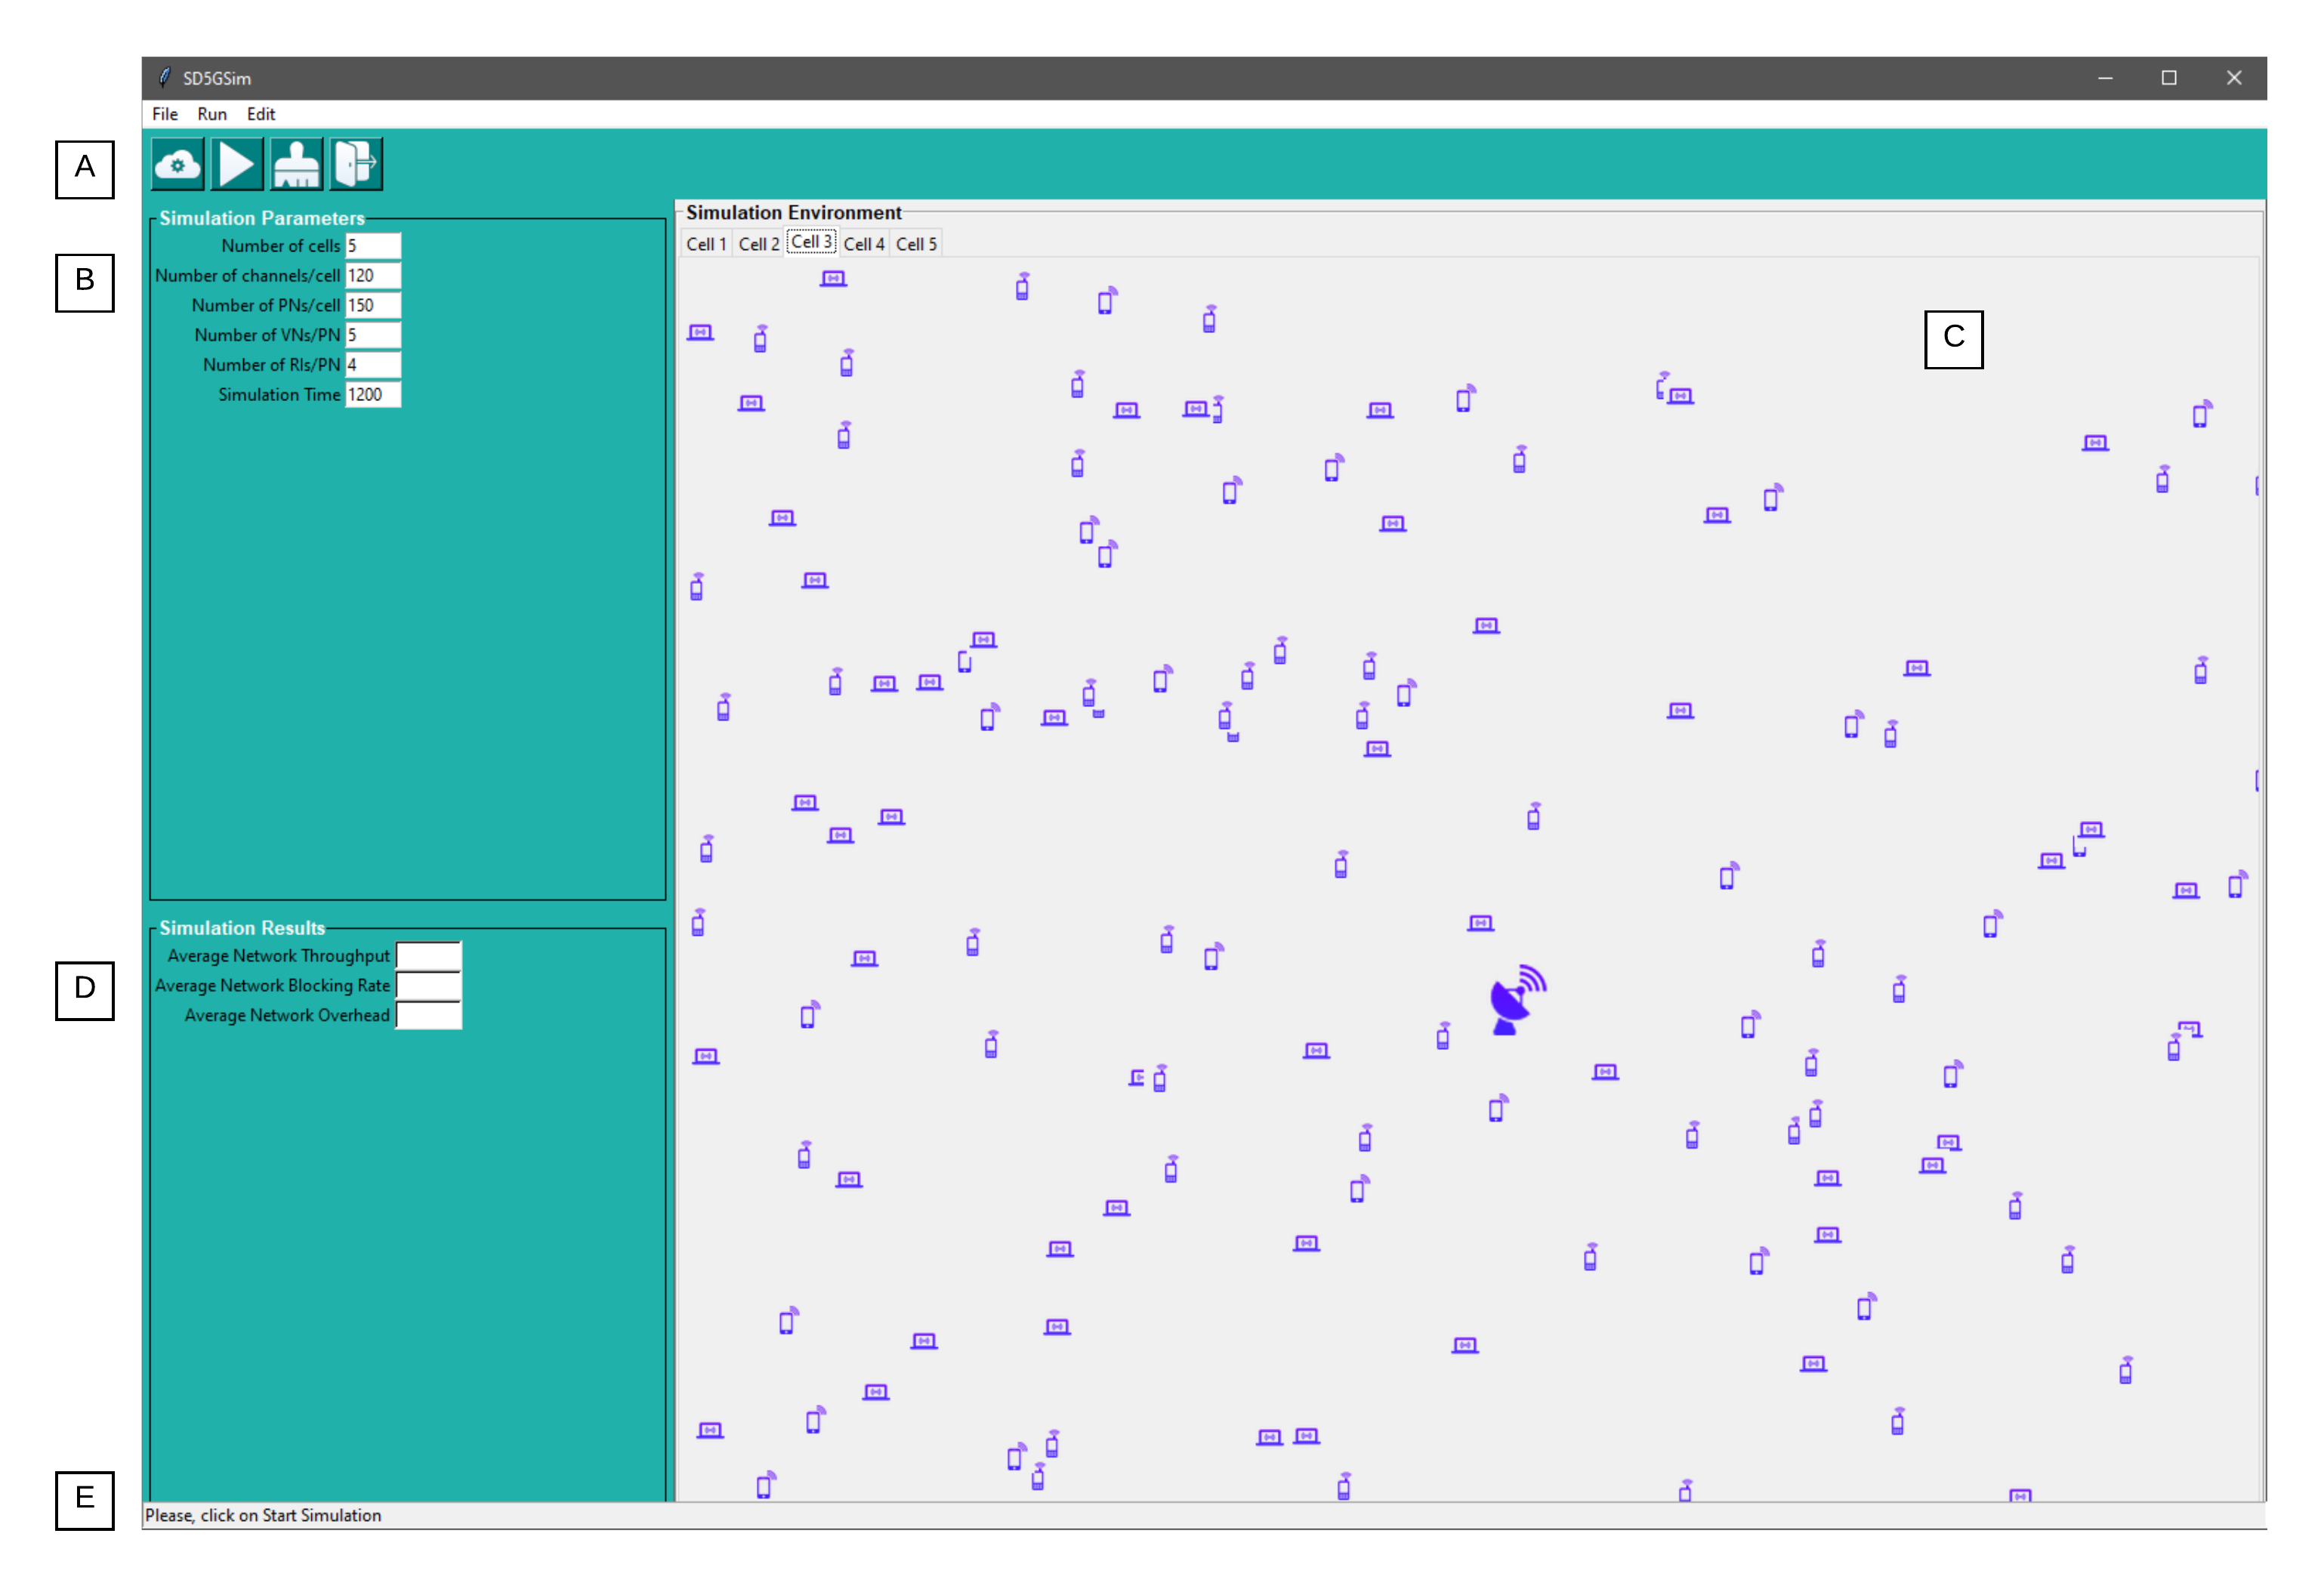 SD5GSim
File Run Edit
A
Simulation Parameters
Number of cells 5
Number of channels/cell 120
Number of PNs/cell 150
Number of VNs/PN 5
Number of RIs/PN 4
Simulation Time 1200
B
Simulation Environment
Cell 1 Cell 2 Cell 3 Cell 4 Cell 5
C
Simulation Results
Average Network Throughput
Average Network Blocking Rate
Average Network Overhead
D
E
Please, click on Start Simulation